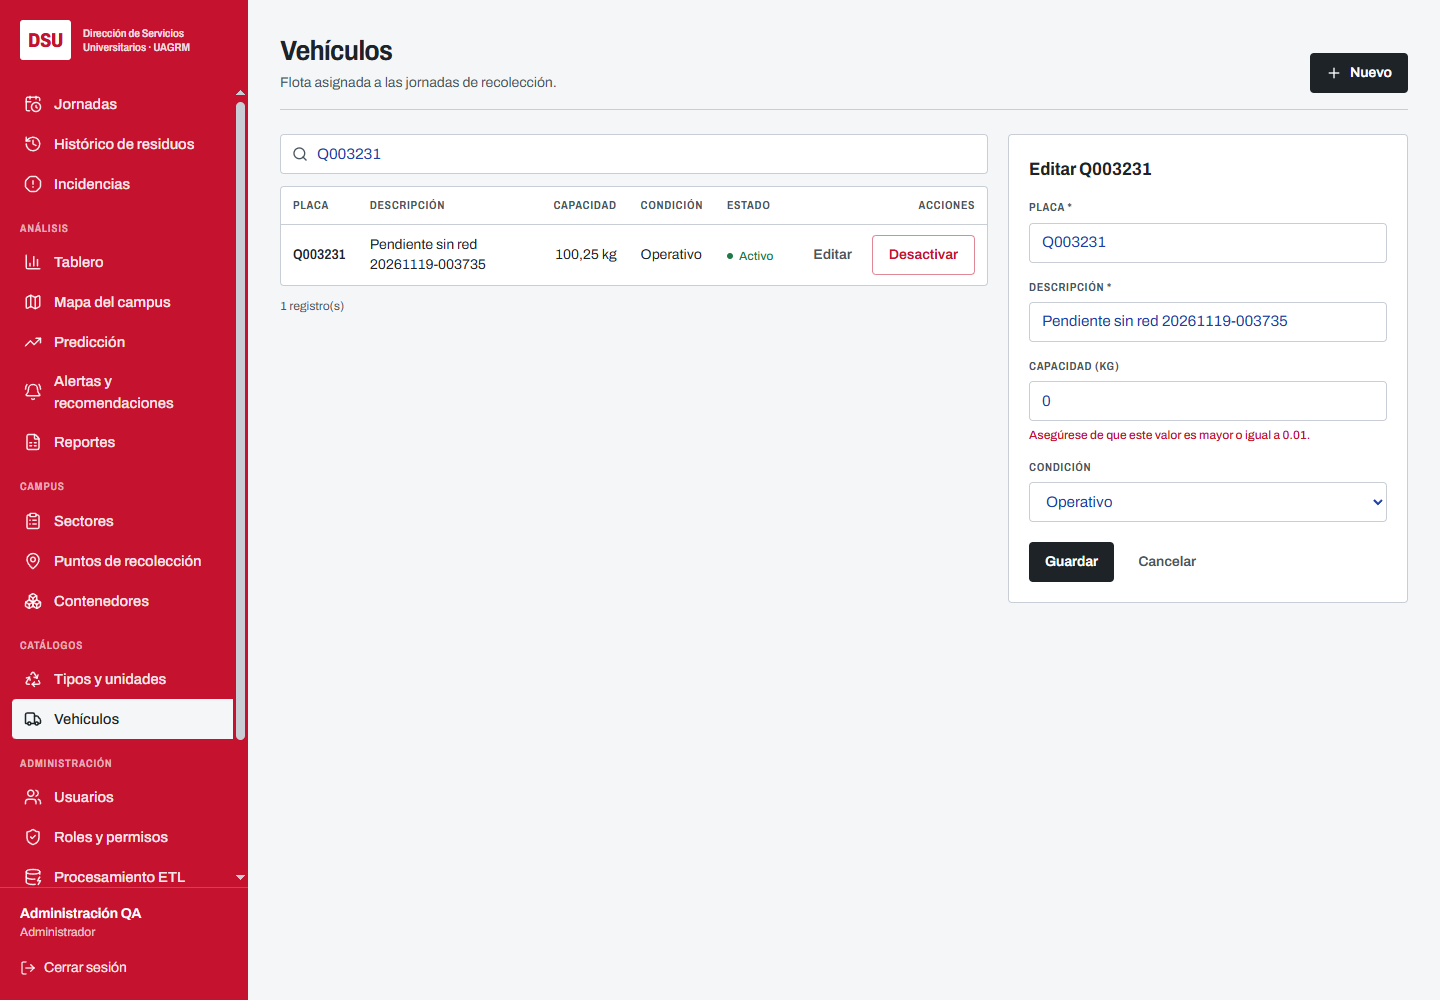 DSU
Dirección de Servicios
Universitarios · UAGRM
Jornadas
Histórico de residuos
Incidencias
ANÁLISIS
Tablero
Mapa del campus
Predicción
Alertas y
recomendaciones
Reportes
CAMPUS
Sectores
Puntos de recolección
Contenedores
CATÁLOGOS
Tipos y unidades
Vehículos
ADMINISTRACIÓN
Usuarios
Roles y permisos
Procesamiento ETL
Administración QA
Administrador
Cerrar sesión
Vehículos
Flota asignada a las jornadas de recolección.
Nuevo
Q003231
PLACA DESCRIPCIÓN CAPACIDAD CONDICIÓN ESTADO ACCIONES
Q003231 Pendiente sin red 100,25 kg Operativo Activo Editar Desactivar
20261119-003735
1 registro(s)
Editar Q003231
PLACA *
Q003231
DESCRIPCIÓN *
Pendiente sin red 20261119-003735
CAPACIDAD (KG)
0
Asegúrese de que este valor es mayor o igual a 0.01.
CONDICIÓN
Operativo
Guardar Cancelar